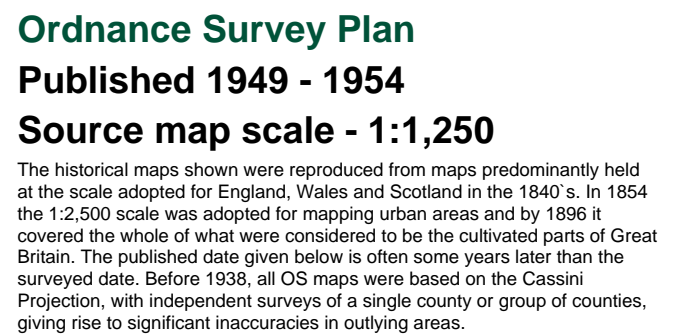 Ordnance Survey Plan
Published 1949 - 1954
Source map scale - 1:1,250
The historical maps shown were reproduced from maps predominantly held
at the scale adopted for England, Wales and Scotland in the 1840`s. In 1854
the 1:2,500 scale was adopted for mapping urban areas and by 1896 it
covered the whole of what were considered to be the cultivated parts of Great
Britain. The published date given below is often some years later than the
surveyed date. Before 1938, all OS maps were based on the Cassini
Projection, with independent surveys of a single county or group of counties,
giving rise to significant inaccuracies in outlying areas.